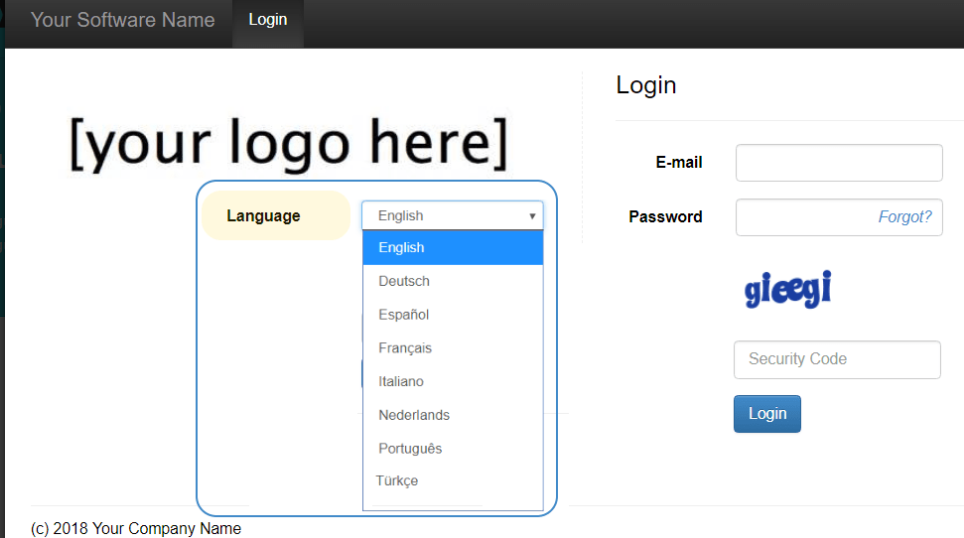 Your Software Name Login
[your logo here]
Language English
English
Deutsch
Español
Français
Italiano
Nederlands
Português
Türkçe
Login
E-mail
Password Forgot?
Security Code
Login
(c) 2018 Your Company Name